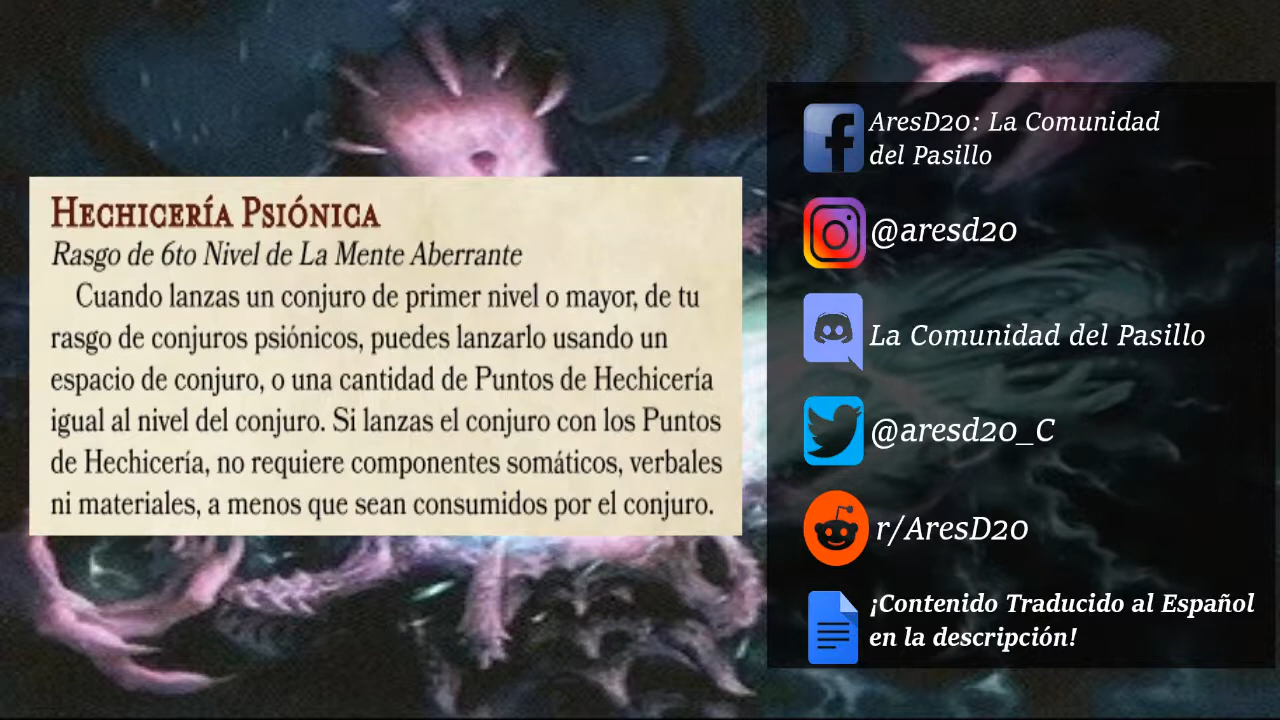 Hechicería Psiónica
Rasgo de 6to Nivel de La Mente Aberrante
Cuando lanzas un conjuro de primer nivel o mayor, de tu
rasgo de conjuros psiónicos, puedes lanzarlo usando un
espacio de conjuro, o una cantidad de Puntos de Hechicería
igual al nivel del conjuro. Si lanzas el conjuro con los Puntos
de Hechicería, no requiere componentes somáticos, verbales
ni materiales, a menos que sean consumidos por el conjuro.
AresD20: La Comunidad
del Pasillo
@aresd20
La Comunidad del Pasillo
@aresd20_C
r/AresD20
¡Contenido Traducido al Español
en la descripción!